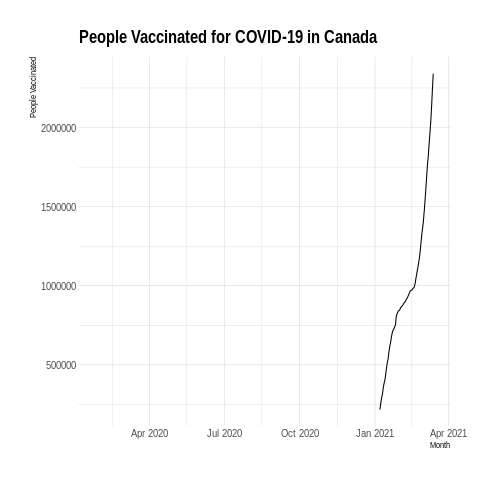 People Vaccinated for COVID-19 in Canada
People Vaccinated
2000000
1500000
1000000
500000
Apr 2020 Jul 2020 Oct 2020 Jan 2021 Apr 2021
Month